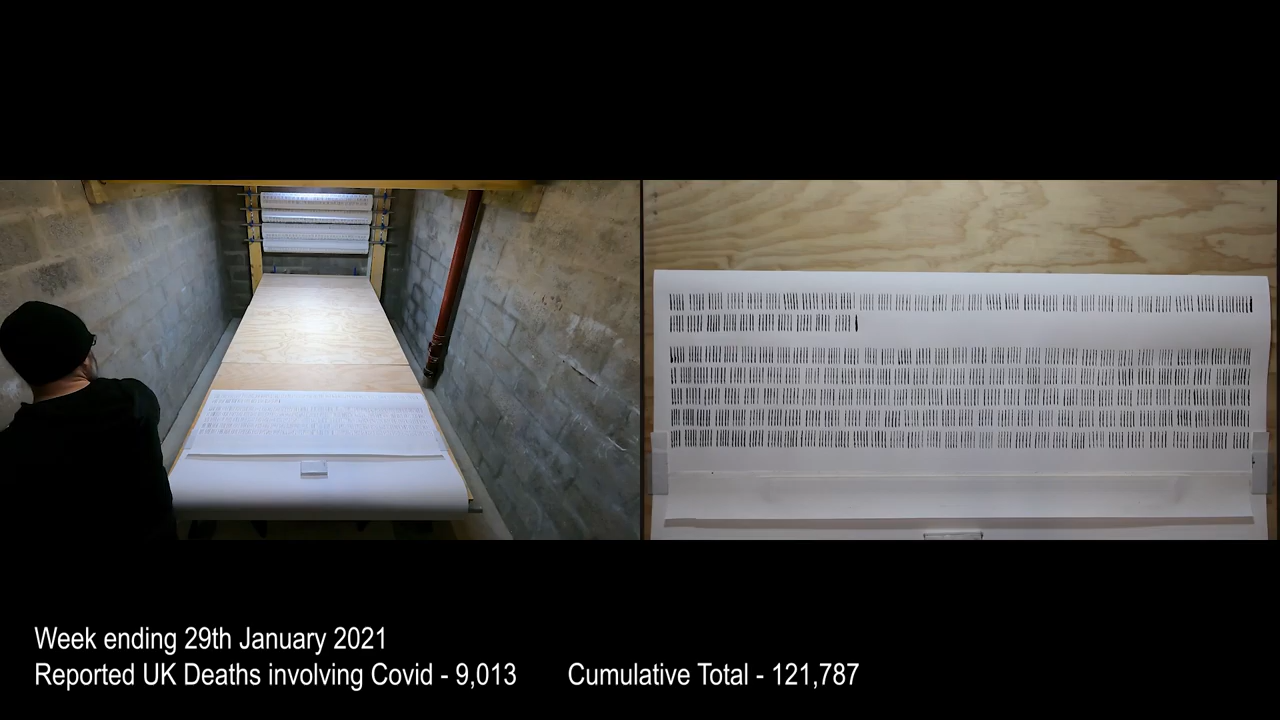 Week ending 29th January 2021
Reported UK Deaths involving Covid - 9,013 Cumulative Total - 121,787